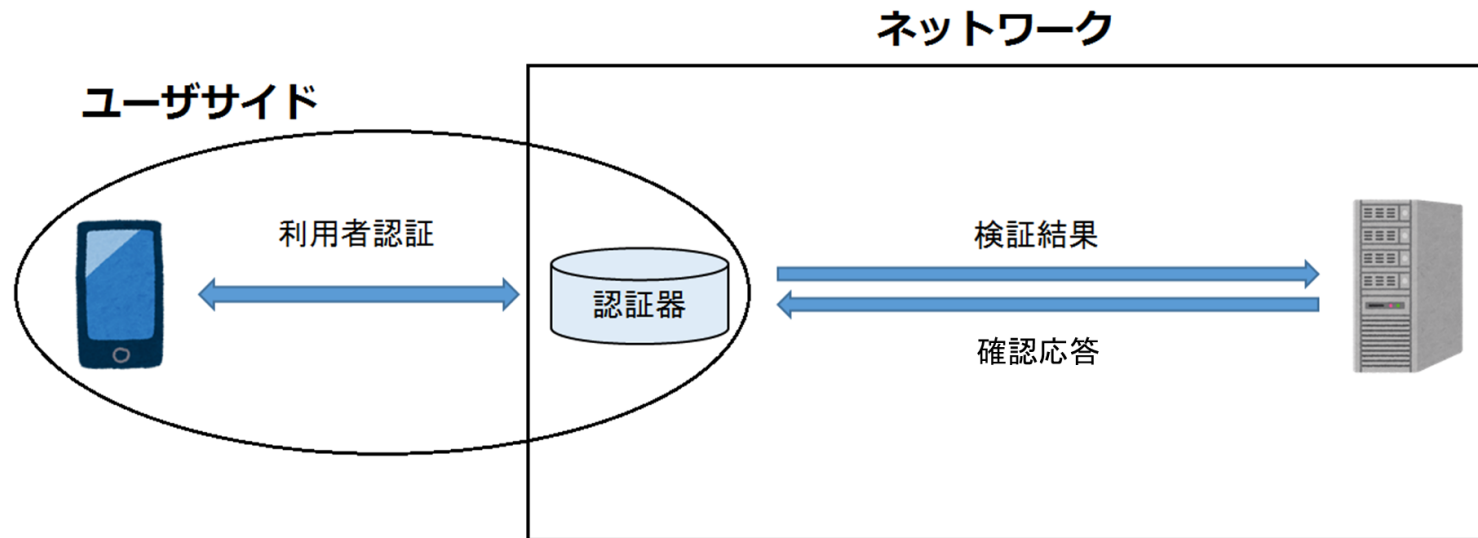 ネットワーク
ユーザサイド
利用者認証
認証器
検証結果
確認応答